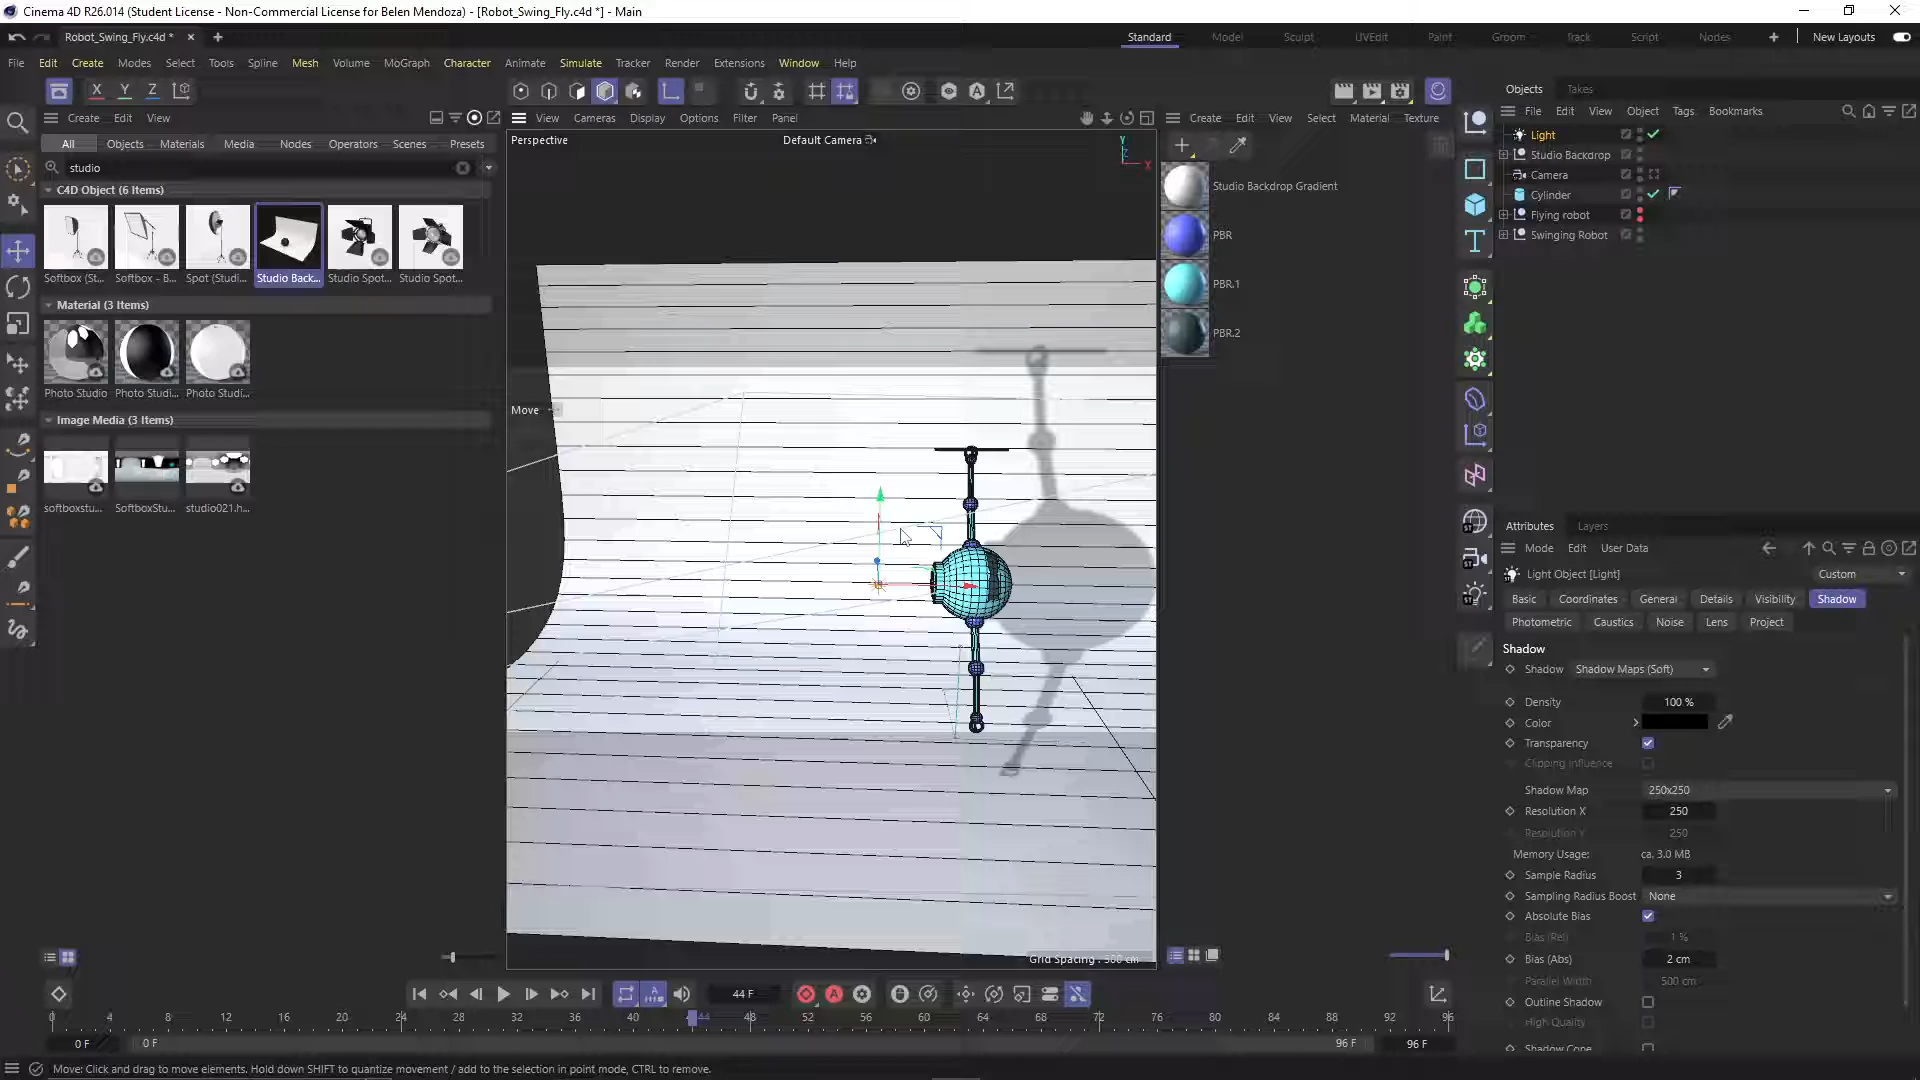 Cinema 4D R26.014 (Student License - Non-Commercial License for Belen Mendoza) - [Robot_Swing_Fly.c4d *] - Main
Robot_Swing_Fly.c4d *
Standard Model Sculpt UVEdit Paint Groom Track Script Nodes New Layouts
File Edit Create Modes Select Tools Spline Mesh Volume MoGraph Character Animate Simulate Tracker Render Extensions Window Help
X Y Z
Objects Takes
Create Edit View
View Cameras Display Options Filter Panel
Create Edit View Select Material Texture
File Edit View Object Tags Bookmarks
All Objects Materials Media Nodes Operators Scenes Presets
studio
C4D Object (6 Items)
Softbox (St... Softbox - B... Spot (Studi... Studio Back... Studio Spot... Studio Spot...
Material (3 Items)
Photo Studio Photo Studi... Photo Studi...
Image Media (3 Items)
softboxstu... SoftboxStu... studio021.h...
Perspective
Default Camera
Y
Z
X
Move
Grid Spacing : 500 cm
Studio Backdrop Gradient
PBR
PBR.1
PBR.2
Light
Studio Backdrop
Camera
Cylinder
Flying robot
Swinging Robot
Attributes Layers
Mode Edit User Data
Light Object [Light]
Custom
Basic Coordinates General Details Visibility Shadow
Photometric Caustics Noise Lens Project
Shadow
Shadow Shadow Maps (Soft)
Density 100 %
Color
Transparency
Clipping Influence
Shadow Map 250x250
Resolution X 250
Resolution Y 250
Memory Usage: ca. 3.0 MB
Sample Radius 3
Sampling Radius Boost None
Absolute Bias
Bias (Rel) 1 %
Bias (Abs) 2 cm
Parallel Width 500 cm
Outline Shadow
High Quality
Shadow Cone
44 F
0 4 8 12 16 20 24 28 32 36 40 44 48 52 56 60 64 68 72 76 80 84 88 92 96
0 F 0 F 96 F 96 F
Move: Click and drag to move elements. Hold down SHIFT to quantize movement / add to the selection in point mode, CTRL to remove.